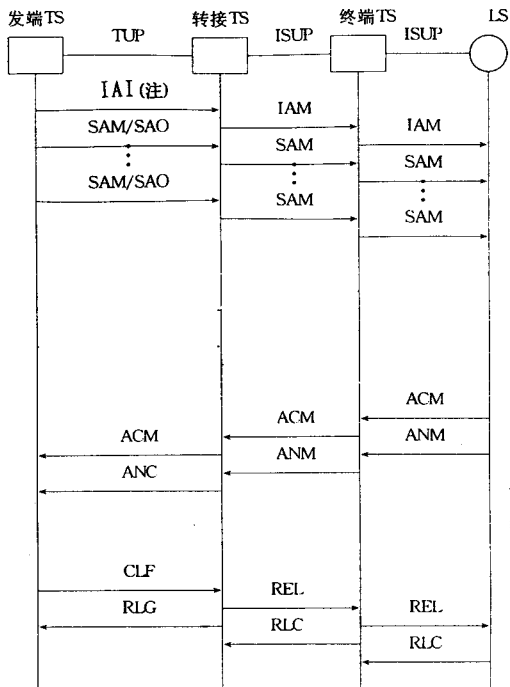 发端TS
转接TS
终端TS
LS
TUP
ISUP
ISUP
IAI(注)
SAM/SAO
SAM/SAO
IAM
SAM
SAM
IAM
SAM
SAM
ACM
ANM
ACM
ANM
ACM
ANC
CLF
RLG
REL
RLC
REL
RLC